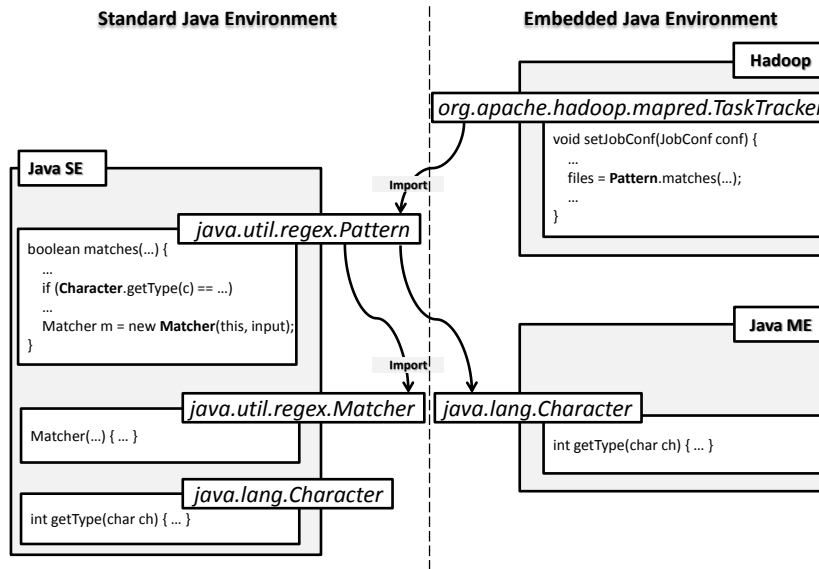 Standard Java Environment
Embedded Java Environment
Hadoop
org.apache.hadoop.mapred.TaskTracker
void setJobConf(JobConf conf) {
…
files = Pattern.matches(…);
…
}
Import
Java SE
java.util.regex.Pattern
boolean matches(…) {
…
if (Character.getType(c) == …)
…
Matcher m = new Matcher(this, input);
}
Import
Java ME
java.util.regex.Matcher
java.lang.Character
Matcher(…) { … }
int getType(char ch) { … }
java.lang.Character
int getType(char ch) { … }